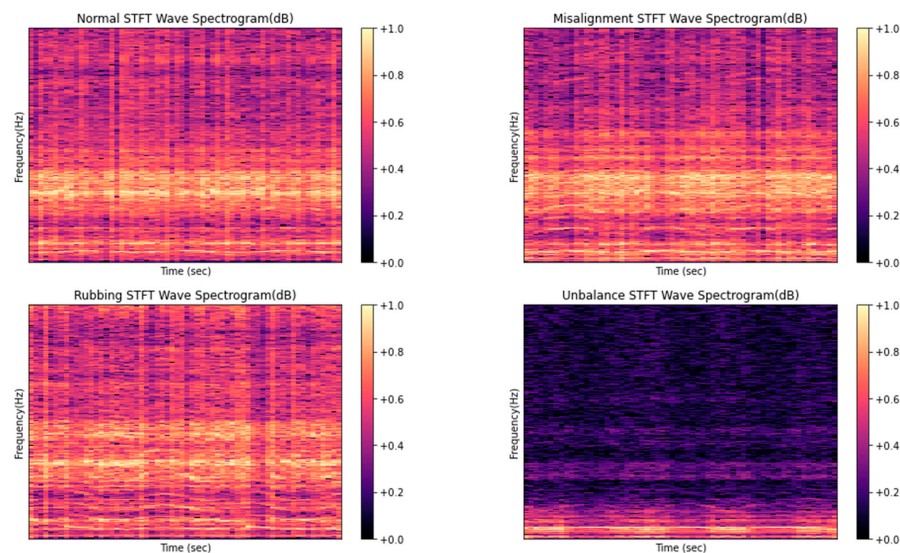 Normal STFT Wave Spectrogram(dB)
Frequency(Hz)
Time (sec)
+1.0
+0.8
+0.6
+0.4
+0.2
+0.0
Misalignment STFT Wave Spectrogram(dB)
Frequency(Hz)
Time (sec)
+1.0
+0.8
+0.6
+0.4
+0.2
+0.0
Rubbing STFT Wave Spectrogram(dB)
Frequency(Hz)
Time (sec)
+1.0
+0.8
+0.6
+0.4
+0.2
+0.0
Unbalance STFT Wave Spectrogram(dB)
Frequency(Hz)
Time (sec)
+1.0
+0.8
+0.6
+0.4
+0.2
+0.0